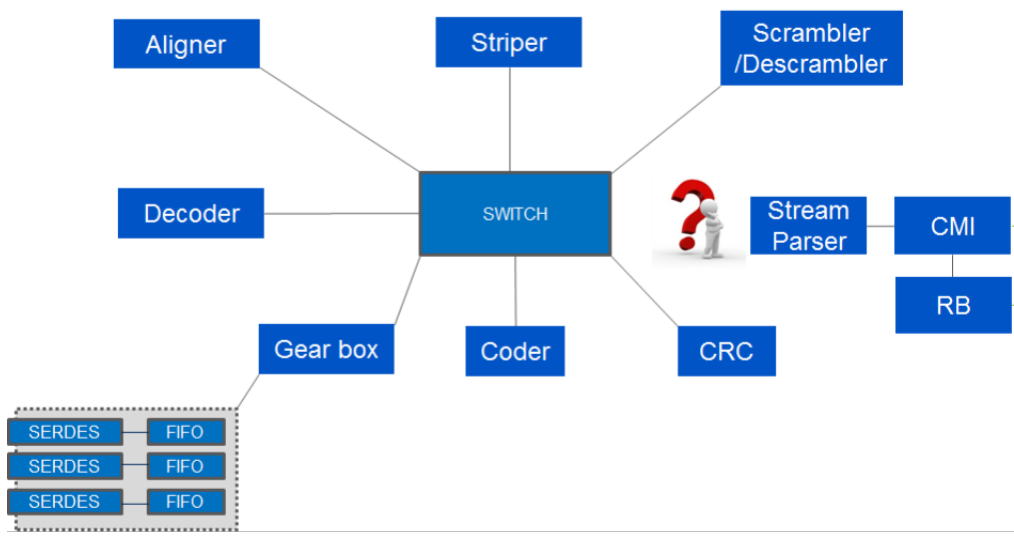 Aligner
Striper
Scrambler
/Descrambler
Decoder
SWITCH
Stream
Parser
CMI
RB
Gear box
Coder
CRC
SERDES
FIFO
SERDES
FIFO
SERDES
FIFO